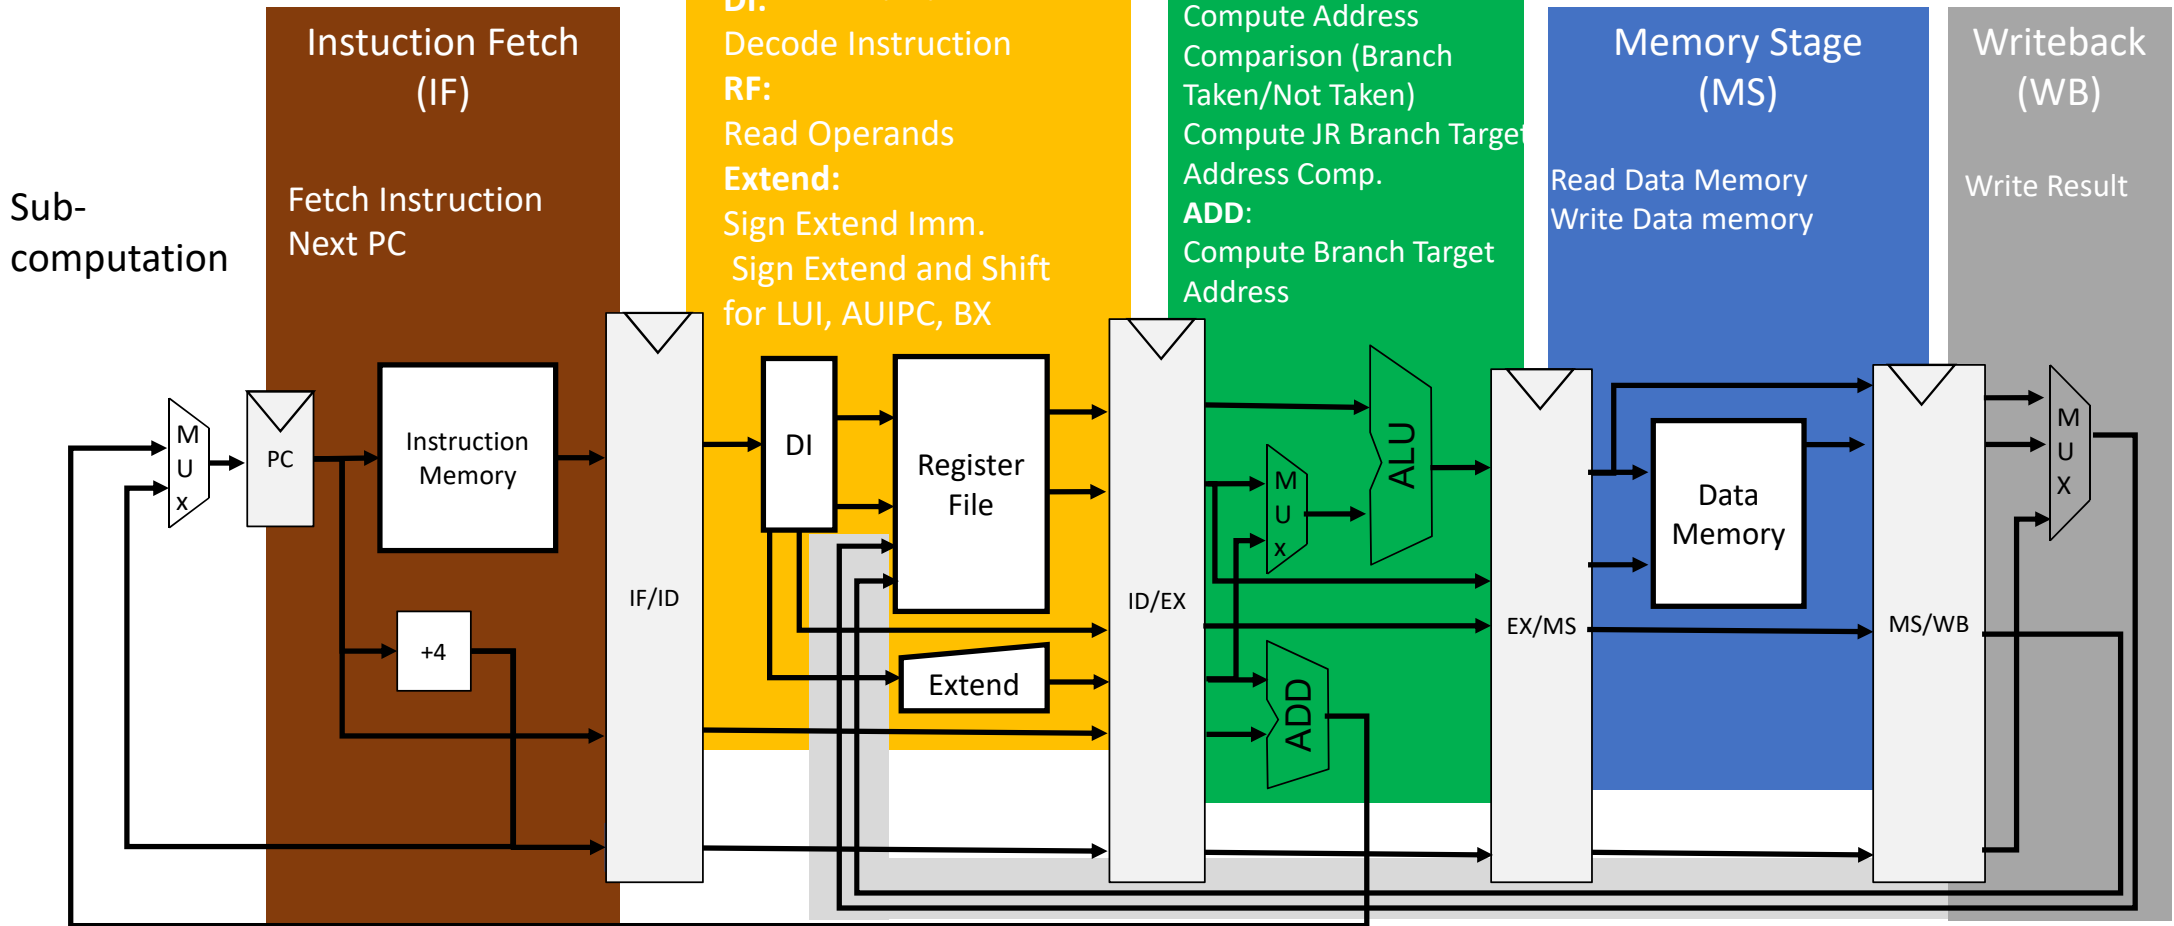 Instuction Fetch
(IF)
Fetch Instruction
Next PC
Sub-
computation
DI:
Decode Instruction
RF:
Read Operands
Extend:
Sign Extend Imm.
Sign Extend and Shift
for LUI, AUIPC, BX
Compute Address
Comparison (Branch
Taken/Not Taken)
Compute JR Branch Target
Address Comp.
ADD:
Compute Branch Target
Address
Memory Stage
(MS)
Read Data Memory
Write Data memory
Writeback
(WB)
Write Result
M
U
x
PC
Instruction
Memory
+4
IF/ID
DI
Register
File
Extend
ID/EX
M
U
x
ALU
ADD
EX/MS
Data
Memory
MS/WB
M
U
X